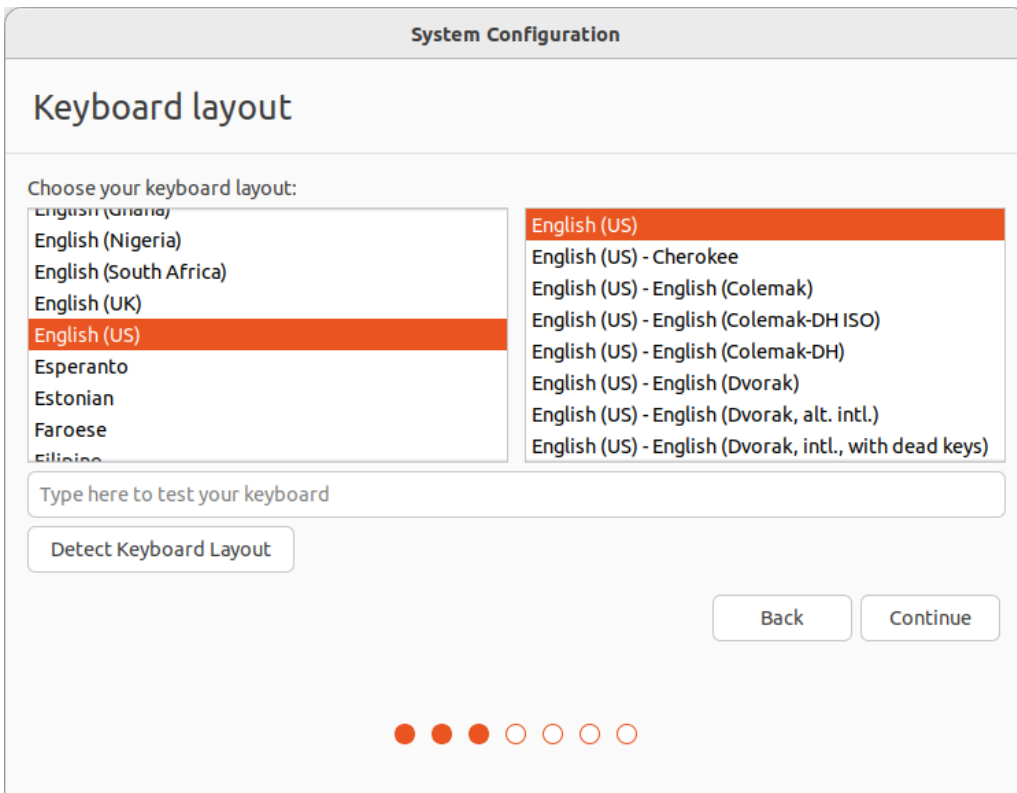 System Configuration
Keyboard layout
Choose your keyboard layout:
English (Ghana)
English (Nigeria)
English (South Africa)
English (UK)
English (US)
Esperanto
Estonian
Faroese
Filipino
English (US)
English (US) - Cherokee
English (US) - English (Colemak)
English (US) - English (Colemak-DH ISO)
English (US) - English (Colemak-DH)
English (US) - English (Dvorak)
English (US) - English (Dvorak, alt. intl.)
English (US) - English (Dvorak, intl., with dead keys)
Type here to test your keyboard
Detect Keyboard Layout
Back
Continue